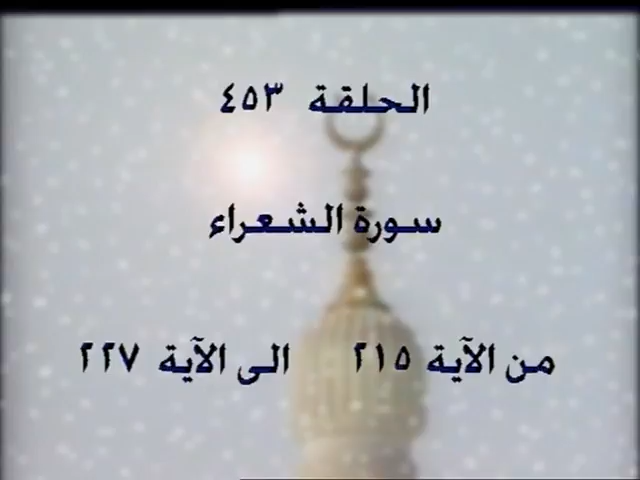 الحلقة ٤٥٣
سورة الشعراء
من الآية ٢١٥ الى الآية ٢٢٧